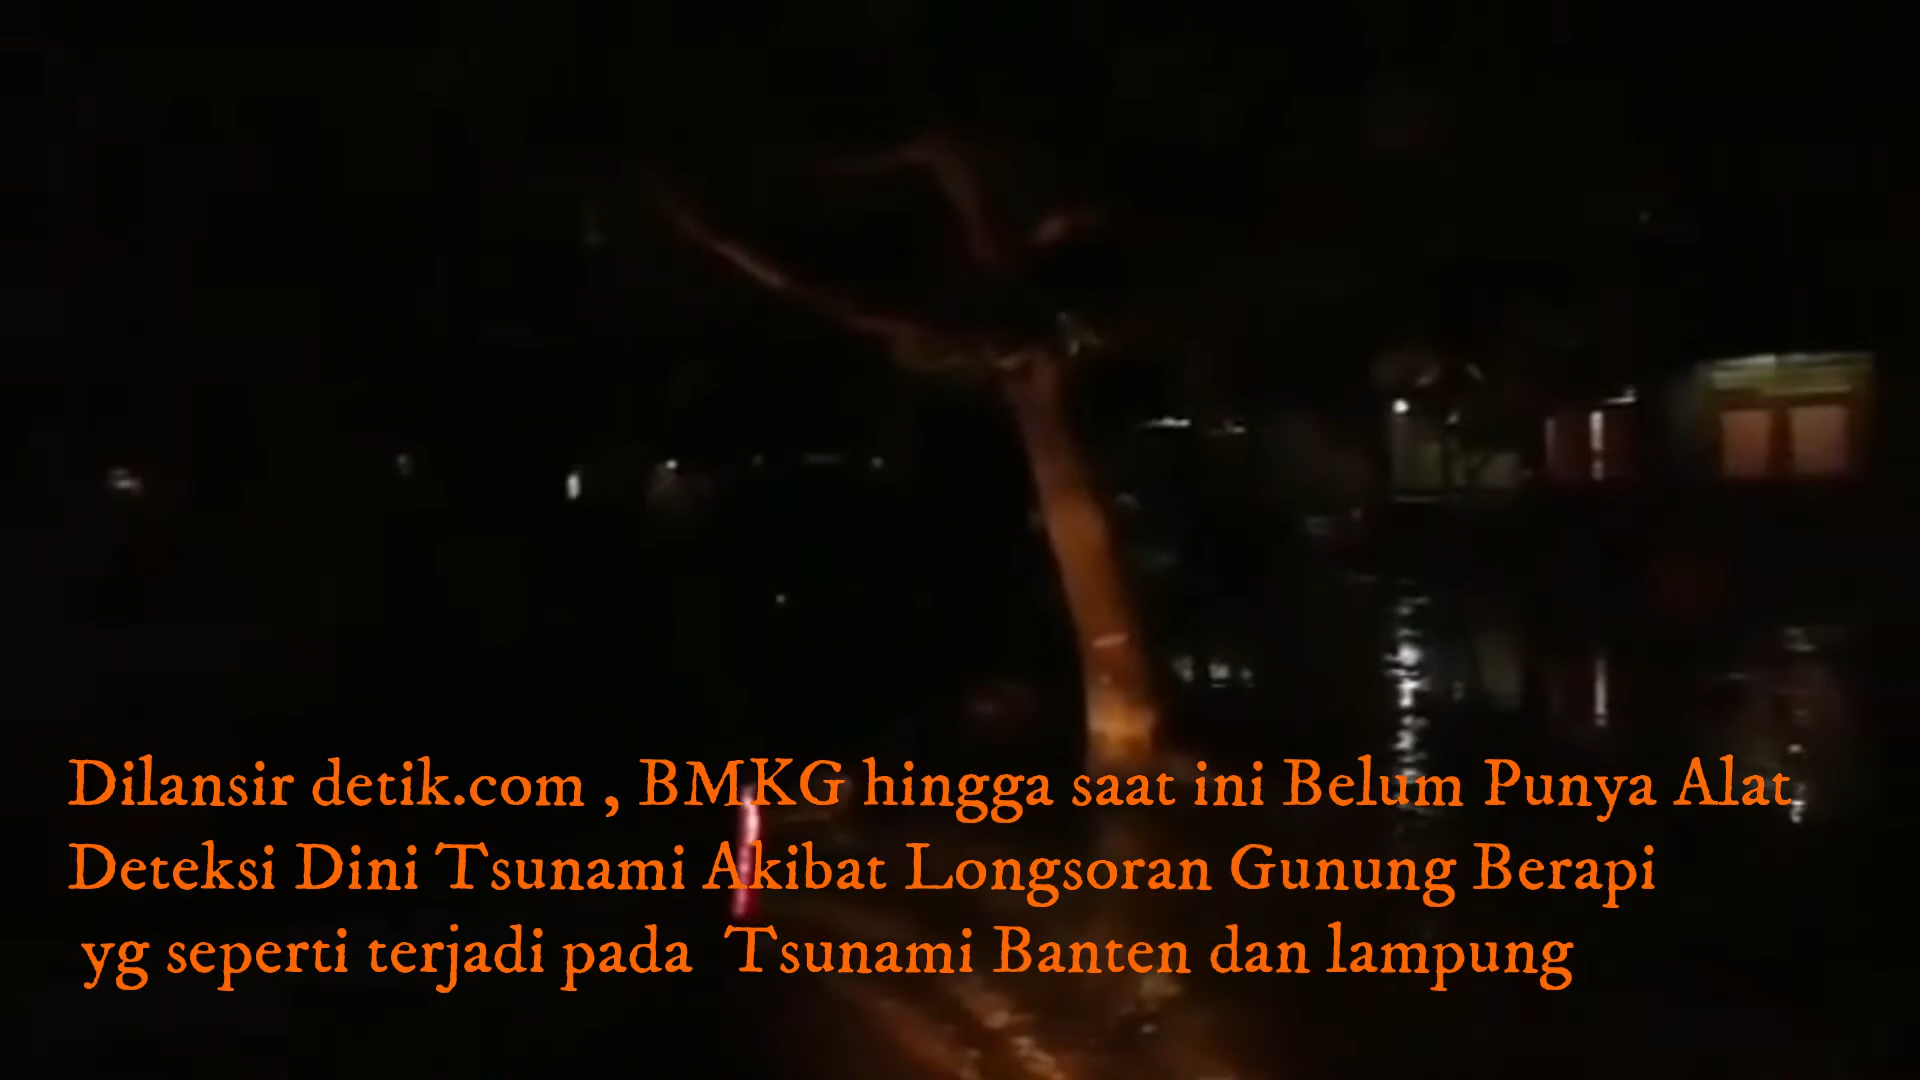 Dilansir detik.com , BMKG hingga saat ini Belum Punya Alat
Deteksi Dini Tsunami Akibat Longsoran Gunung Berapi
yg seperti terjadi pada Tsunami Banten dan lampung